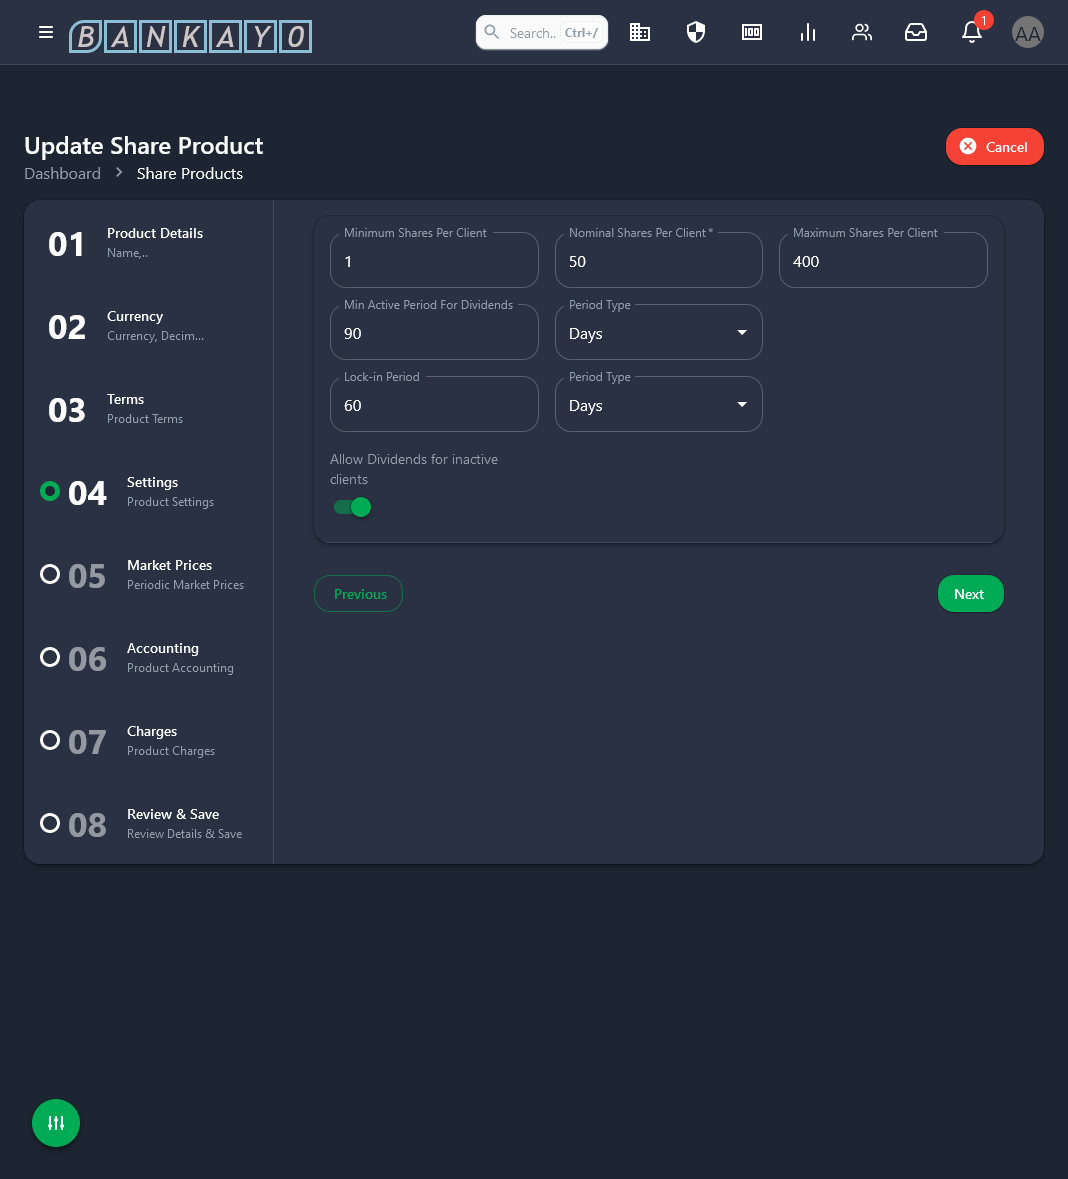 BANKAYO
Search.. Ctrl+/
1
AA
Update Share Product
Cancel
Dashboard
Share Products
01
Product Details
Name,..
02
Currency
Currency, Decim...
03
Terms
Product Terms
04
Settings
Product Settings
05
Market Prices
Periodic Market Prices
06
Accounting
Product Accounting
07
Charges
Product Charges
08
Review & Save
Review Details & Save
Minimum Shares Per Client
1
Nominal Shares Per Client *
50
Maximum Shares Per Client
400
Min Active Period For Dividends
90
Period Type
Days
Lock-in Period
60
Period Type
Days
Allow Dividends for inactive
clients
Previous
Next